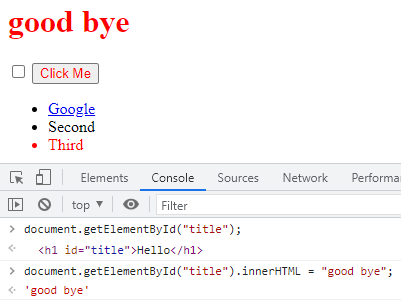 good bye
Click Me
Google
Second
Third
Elements Console Sources Network Performa
top Filter
document.getElementById("title");
<h1 id="title">Hello</h1>
document.getElementById("title").innerHTML = "good bye";
'good bye'